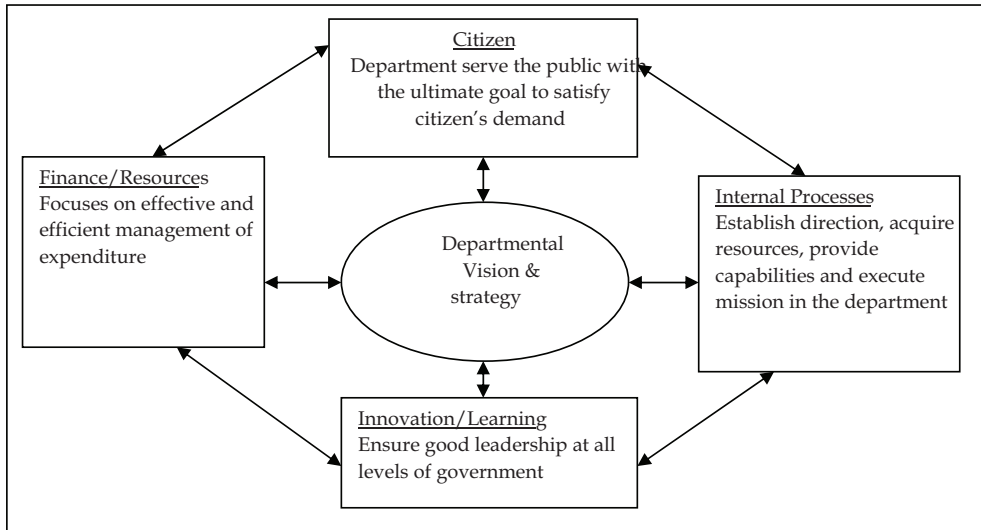 Citizen
Department serve the public with
the ultimate goal to satisfy
citizen's demand
Finance/Resources
Focuses on effective and
efficient management of
expenditure
Internal Processes
Establish direction, acquire
resources, provide
capabilities and execute
mission in the department
Departmental
Vision &
strategy
Innovation/Learning
Ensure good leadership at all
levels of government